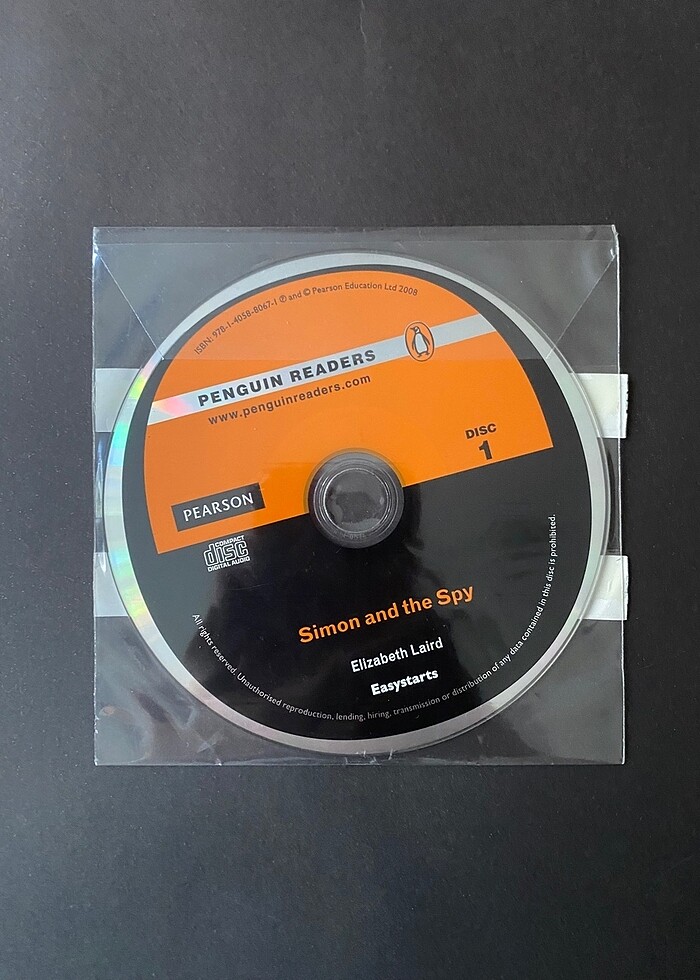 ISBN: 978-1-4058-8067-1 ℗ and © Pearson Education Ltd 2008
PENGUIN READERS
www.penguinreaders.com
DISC
1
PEARSON
COMPACT
disc
DIGITAL AUDIO
Simon and the Spy
Elizabeth Laird
Easystarts
All rights reserved. Unauthorised reproduction, lending, hiring, transmission or distribution of any data contained in this disc is prohibited.